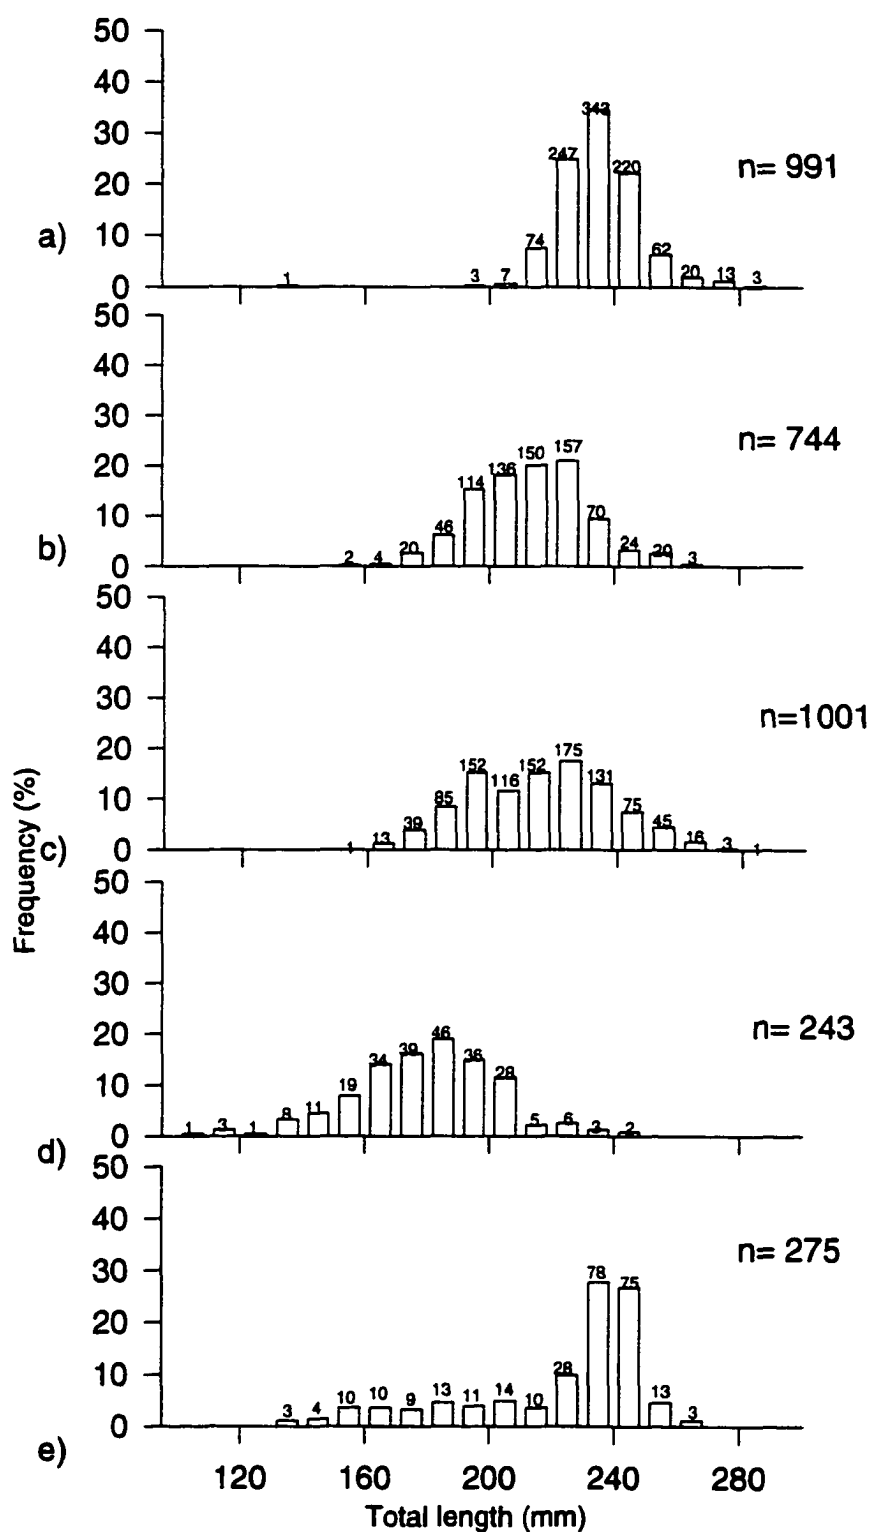 50
40
30
20
10
0
a)
1 3 7 74 247 343 220 62 20 13 3
n= 991
50
40
30
20
10
0
b)
2 4 20 46 114 136 150 157 70 24 20 3
n= 744
50
40
30
20
10
0
c)
1 13 39 85 152 116 152 175 131 75 45 16 3 1
n=1001
Frequency (%)
50
40
30
20
10
0
d)
1 3 1 8 11 19 34 39 46 36 28 5 6 3 2
n= 243
50
40
30
20
10
0
e)
3 4 10 10 9 13 11 14 10 28 78 75 13 3
n= 275
120 160 200 240 280
Total length (mm)